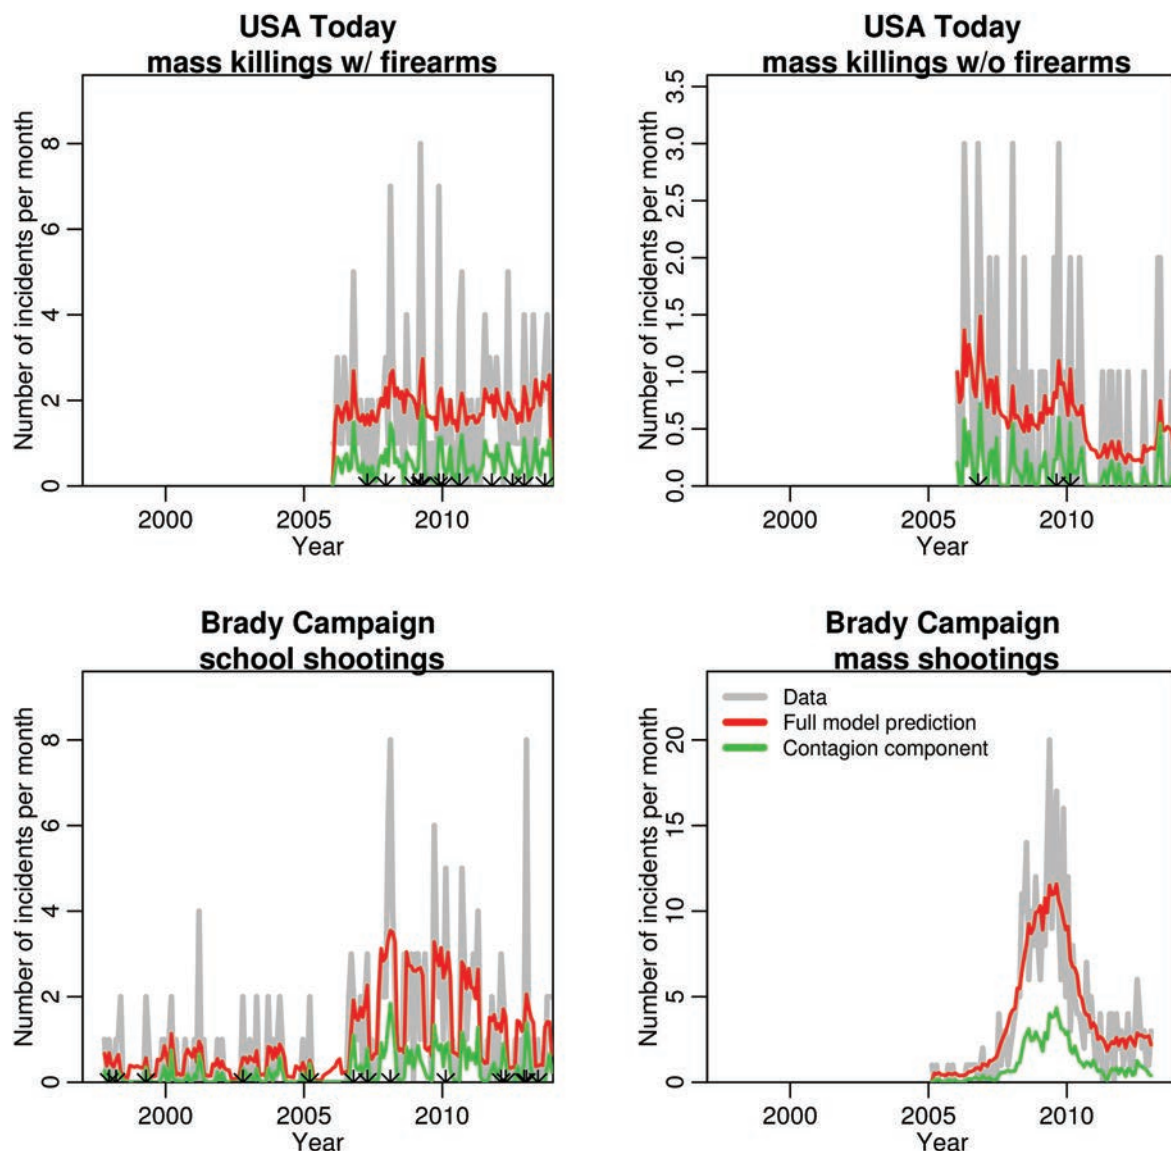 USA Today
mass killings w/ firearms
Number of incidents per month
8
6
4
2
0
2000
2005
2010
Year
USA Today
mass killings w/o firearms
Number of incidents per month
3.5
3.0
2.5
2.0
1.5
1.0
0.5
0.0
2000
2005
2010
Year
Brady Campaign
school shootings
Number of incidents per month
8
6
4
2
0
2000
2005
2010
Year
Brady Campaign
mass shootings
Data
Full model prediction
Contagion component
Number of incidents per month
20
15
10
5
0
2000
2005
2010
Year